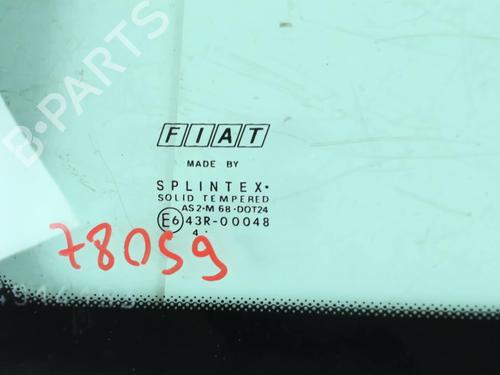 B-PARTS
FIAT
MADE BY
SPLINTEX•
SOLID TEMPERED
AS2•M 68•DOT24
E6 43R-00048
4•
78059